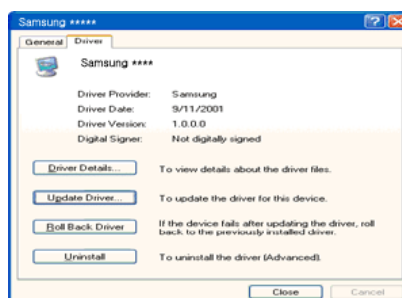 Samsung *****
General Driver
Samsung ****
Driver Provider: Samsung
Driver Date: 9/11/2001
Driver Version: 1.0.0.0
Digital Signer: Not digitally signed
Driver Details... To view details about the driver files.
Update Driver... To update the driver for this device.
Roll Back Driver If the device fails after updating the driver, roll
back to the previously installed driver.
Uninstall To uninstall the driver (Advanced).
Close Cancel